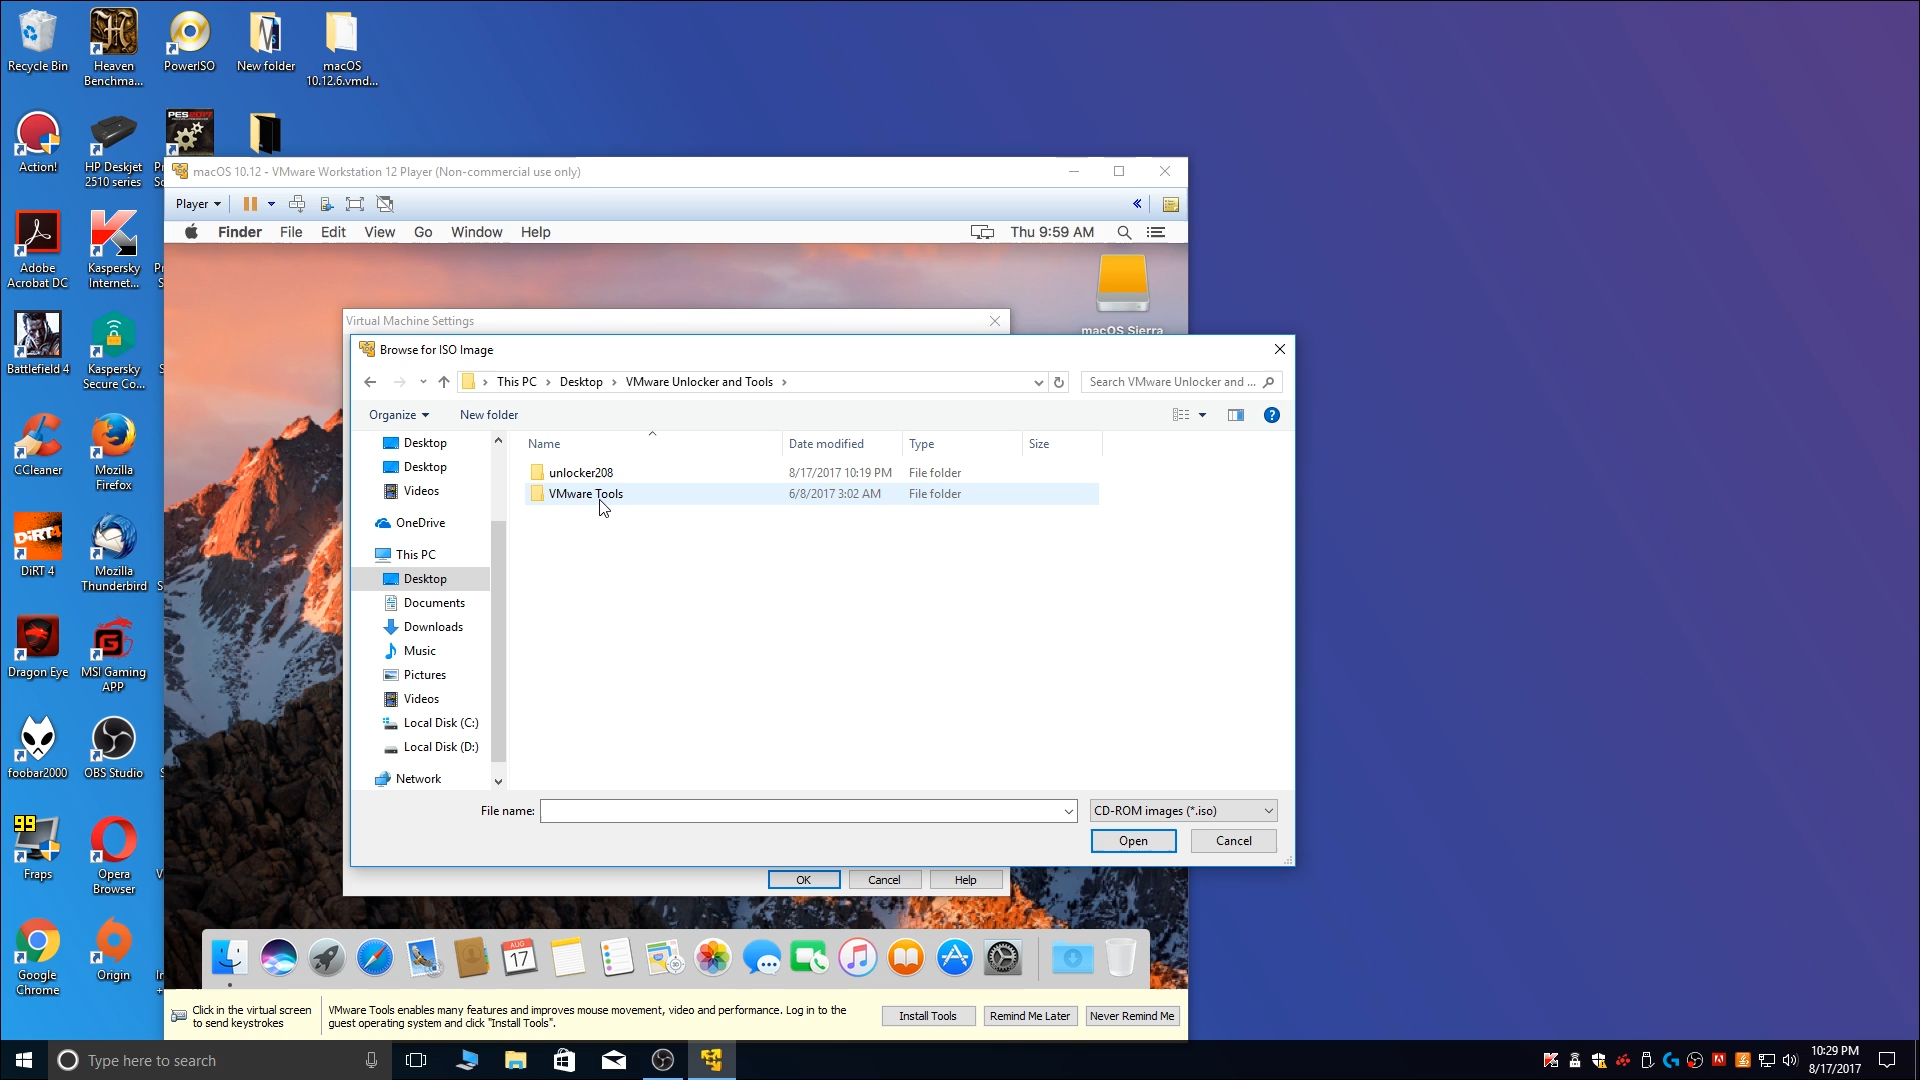 Recycle Bin
Heaven
Benchma...
PowerISO
New folder
macOS
10.12.6.vmd...
Action!
HP Deskjet
2510 series
PES2017
macOS 10.12 - VMware Workstation 12 Player (Non-commercial use only)
Player
Finder File Edit View Go Window Help
Thu 9:59 AM
macOS Sierra
Adobe
Acrobat DC
Kaspersky
Internet...
Battlefield 4
Kaspersky
Secure Co...
CCleaner
Mozilla
Firefox
DiRT 4
DiRT 4
Mozilla
Thunderbird
Dragon Eye
MSI Gaming
APP
foobar2000
OBS Studio
99
Fraps
Opera
Browser
Google
Chrome
Origin
Virtual Machine Settings
Browse for ISO Image
This PC
Desktop
VMware Unlocker and Tools
Search VMware Unlocker and ...
Organize
New folder
Desktop
Desktop
Videos
OneDrive
This PC
Desktop
Documents
Downloads
Music
Pictures
Videos
Local Disk (C:)
Local Disk (D:)
Network
Name Date modified Type Size
unlocker208 8/17/2017 10:19 PM File folder
VMware Tools 6/8/2017 3:02 AM File folder
File name:
CD-ROM images (*.iso)
Open
Cancel
OK
Cancel
Help
AUG
17
Click in the virtual screen
to send keystrokes
VMware Tools enables many features and improves mouse movement, video and performance. Log in to the
guest operating system and click "Install Tools".
Install Tools
Remind Me Later
Never Remind Me
Type here to search
10:29 PM
8/17/2017